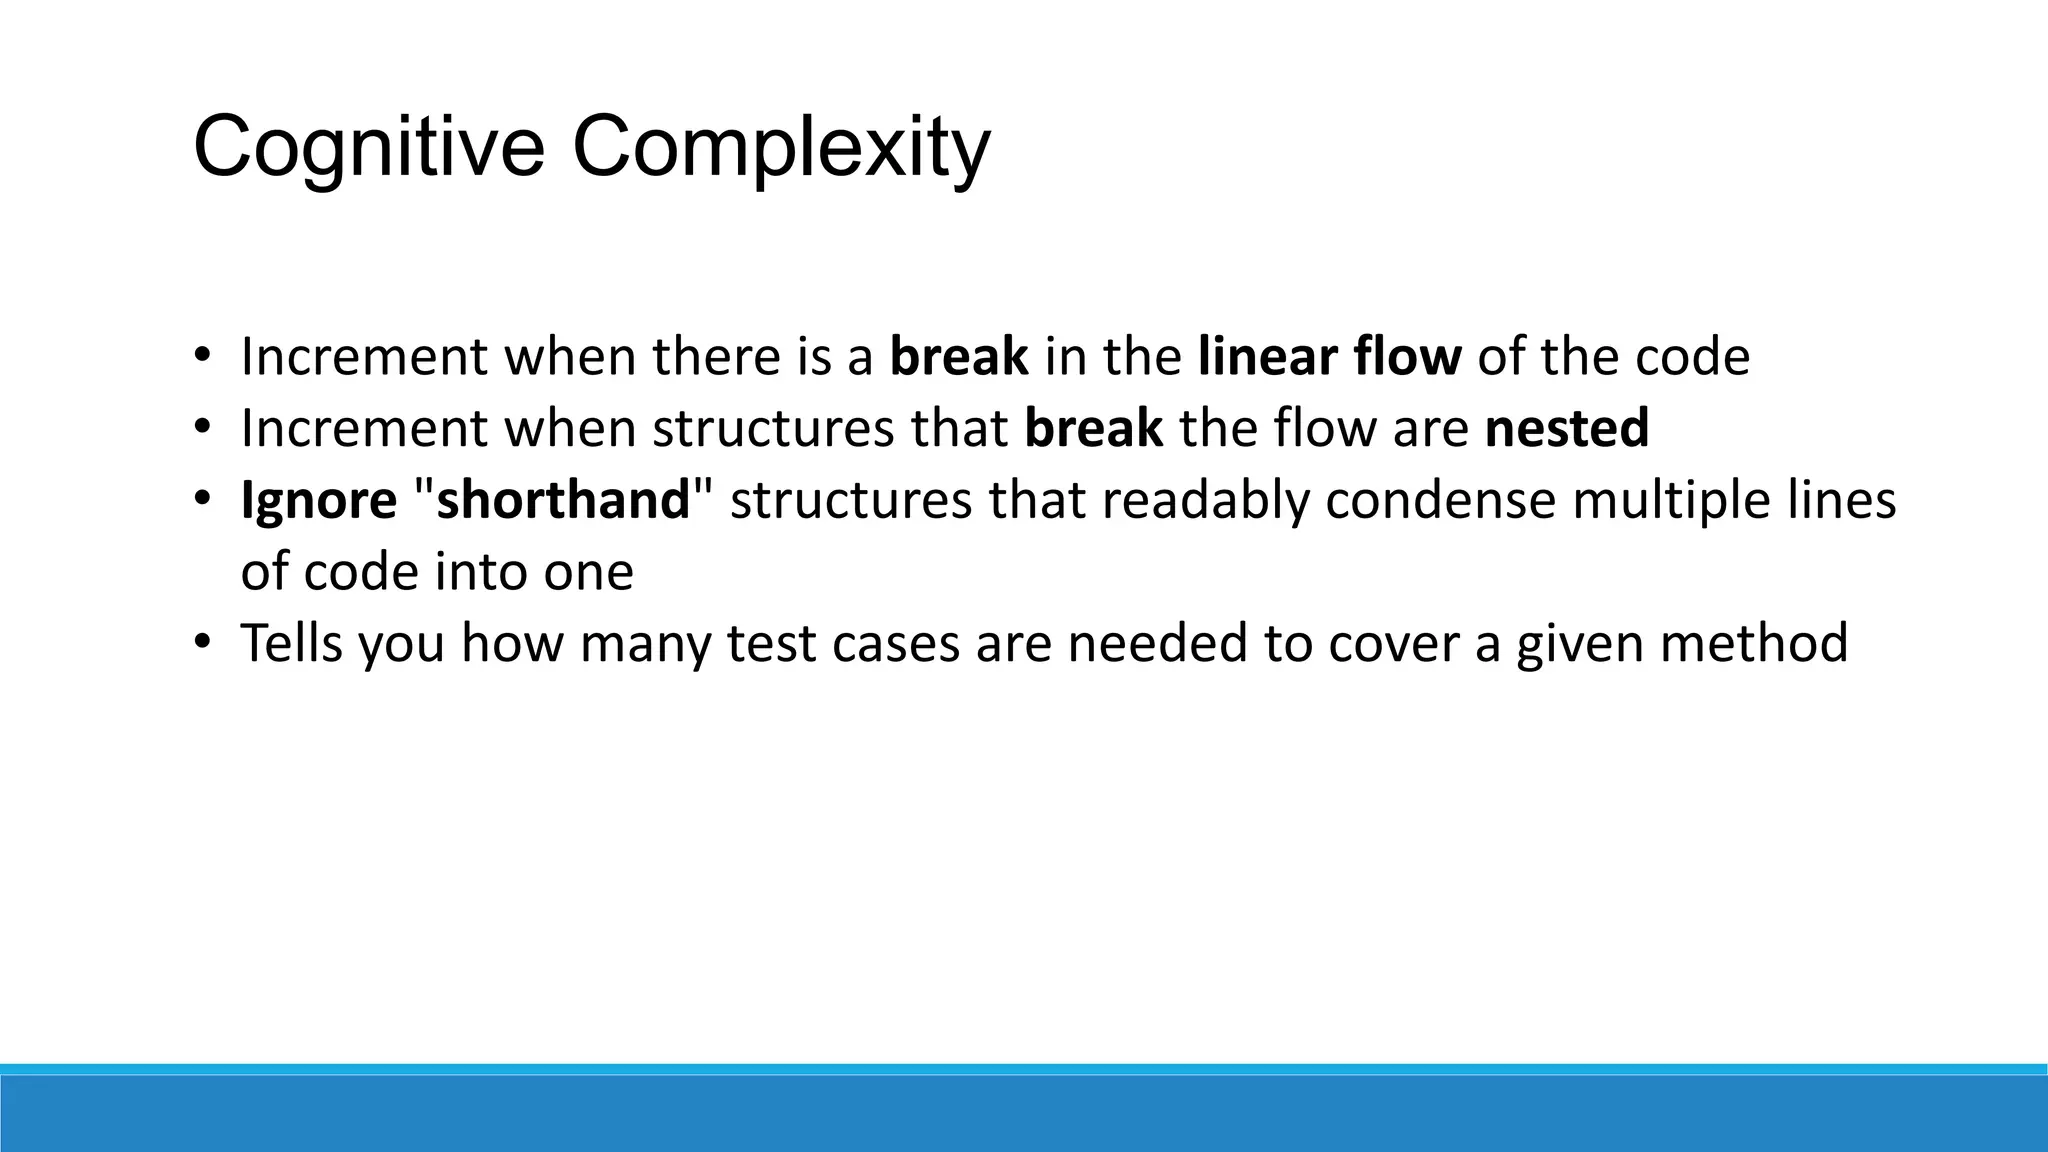 Cognitive Complexity
• Increment when there is a break in the linear flow of the code
• Increment when structures that break the flow are nested
• Ignore "shorthand" structures that readably condense multiple lines
of code into one
• Tells you how many test cases are needed to cover a given method